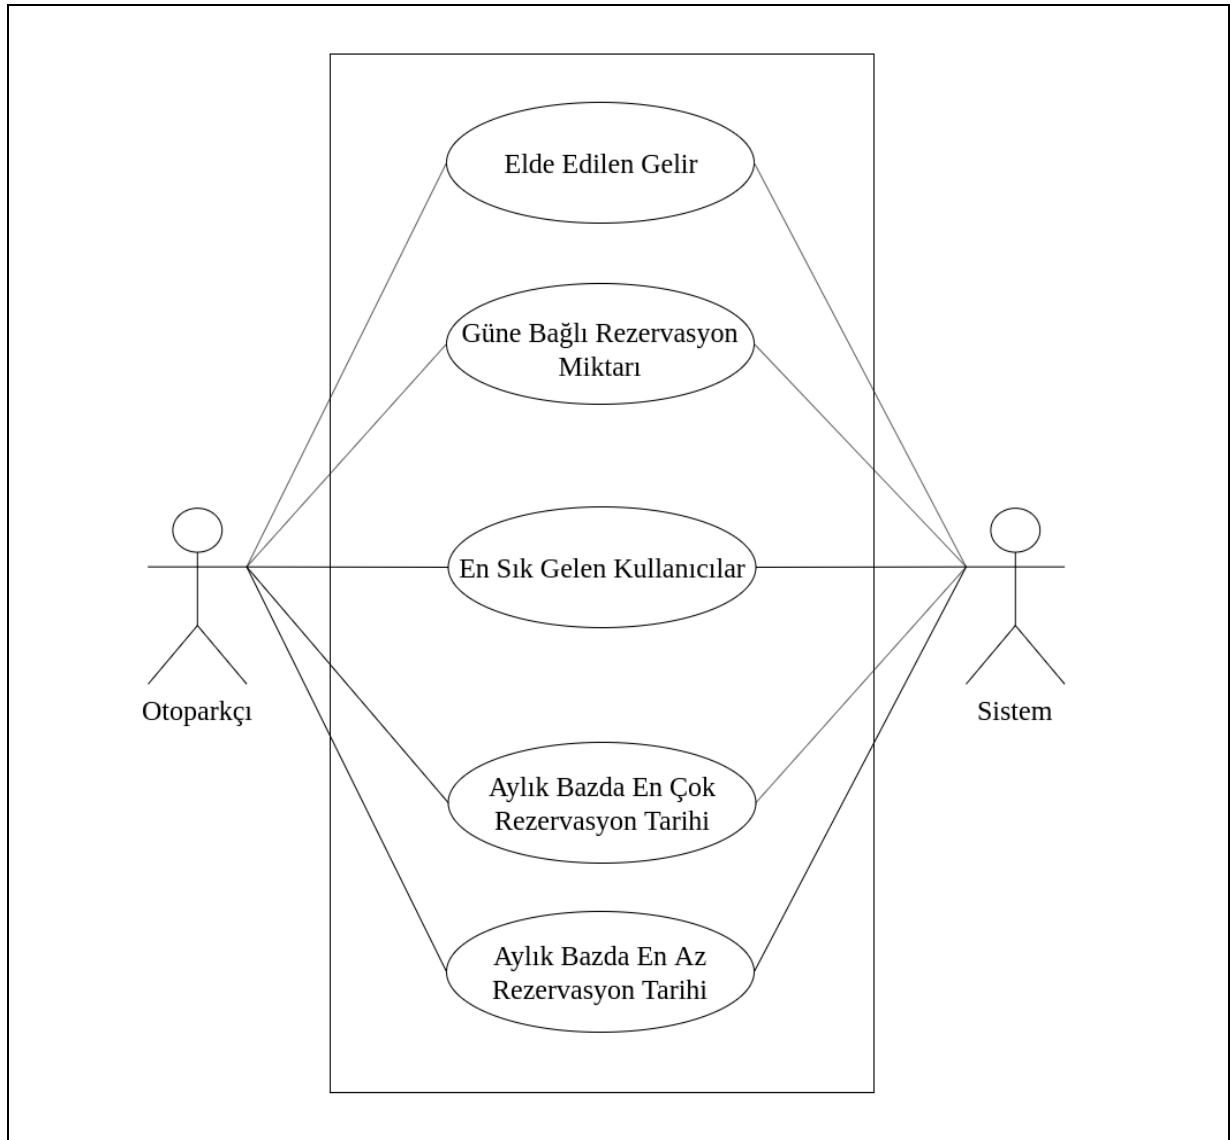 Elde Edilen Gelir
Güne Bağlı Rezervasyon
Miktarı
En Sık Gelen Kullanıcılar
Otoparkçı
Sistem
Aylık Bazda En Çok
Rezervasyon Tarihi
Aylık Bazda En Az
Rezervasyon Tarihi